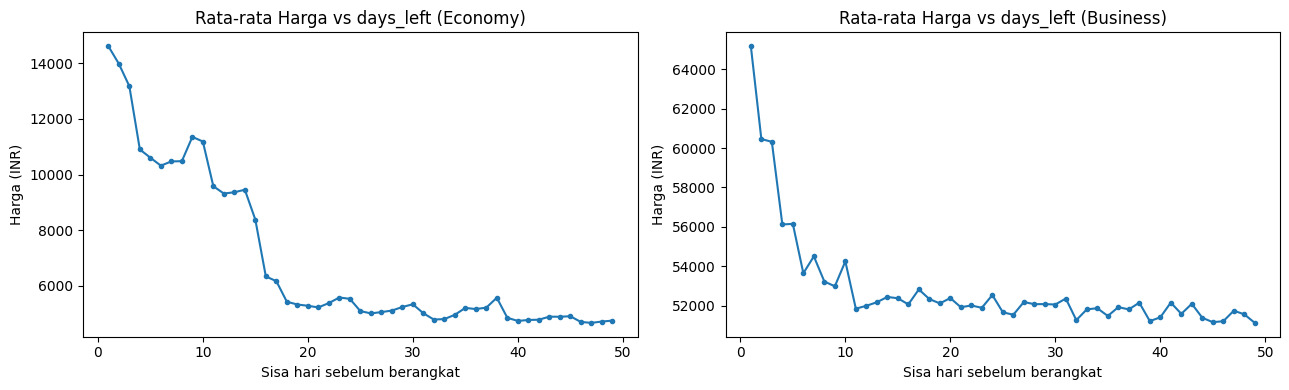 Rata-rata Harga vs days_left (Economy)
Harga (INR)
14000
12000
10000
8000
6000
0 10 20 30 40 50
Sisa hari sebelum berangkat
Rata-rata Harga vs days_left (Business)
Harga (INR)
64000
62000
60000
58000
56000
54000
52000
0 10 20 30 40 50
Sisa hari sebelum berangkat